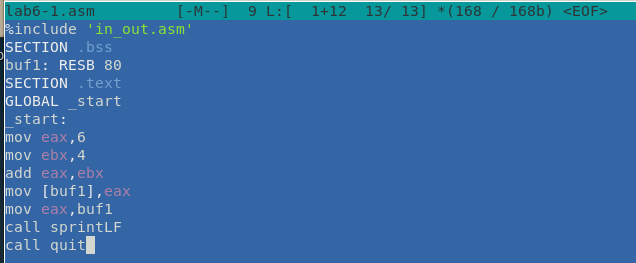 lab6-1.asm [-M--] 9 L:[ 1+12 13/ 13] *(168 / 168b) <EOF>
%include 'in_out.asm'
SECTION .bss
buf1: RESB 80
SECTION .text
GLOBAL _start
_start:
mov eax,6
mov ebx,4
add eax,ebx
mov [buf1],eax
mov eax,buf1
call sprintLF
call quit